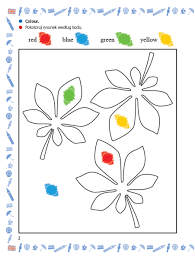 Colour.
Pokoloruj rysunek według kodu.
red blue green yellow
2